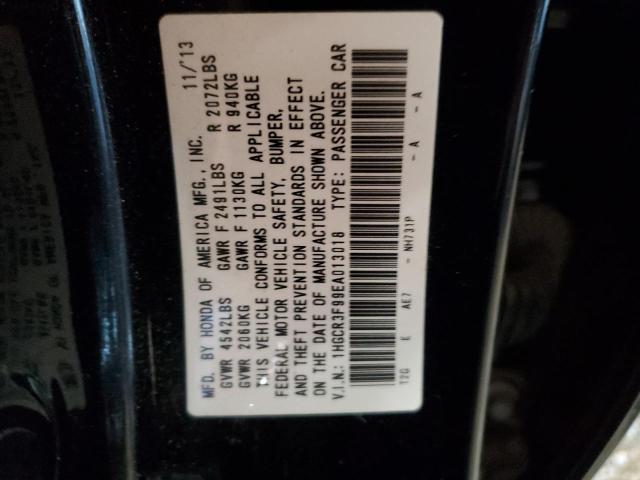 MFD. BY HONDA OF AMERICA MFG., INC. 11/'13
GVWR 4542LBS GAWR F 2491LBS R 2072LBS
GVWR 2060KG GAWR F 1130KG R 940KG
THIS VEHICLE CONFORMS TO ALL APPLICABLE
FEDERAL MOTOR VEHICLE SAFETY, BUMPER,
AND THEFT PREVENTION STANDARDS IN EFFECT
ON THE DATE OF MANUFACTURE SHOWN ABOVE.
V.I.N.: 1HGCR3F99EA013018 TYPE: PASSENGER CAR
T2G E AE7 - NH731P - A - A